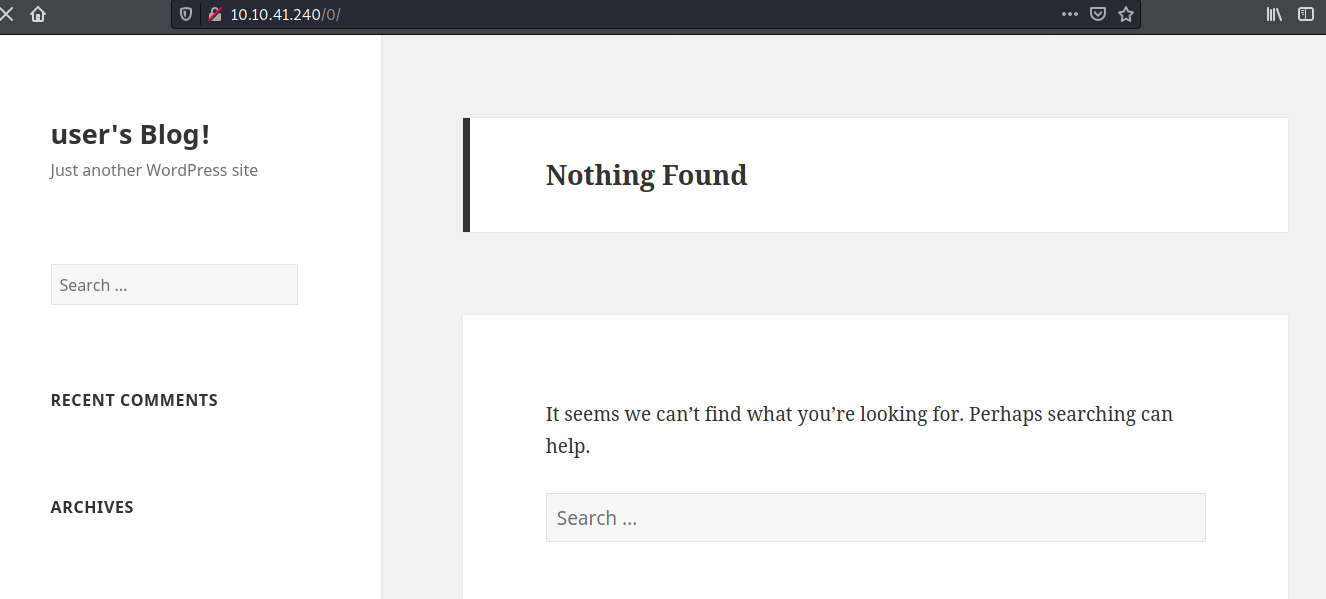 10.10.41.240/0/
user's Blog!
Just another WordPress site
Search ...
RECENT COMMENTS
ARCHIVES
Nothing Found
It seems we can’t find what you’re looking for. Perhaps searching can
help.
Search ...